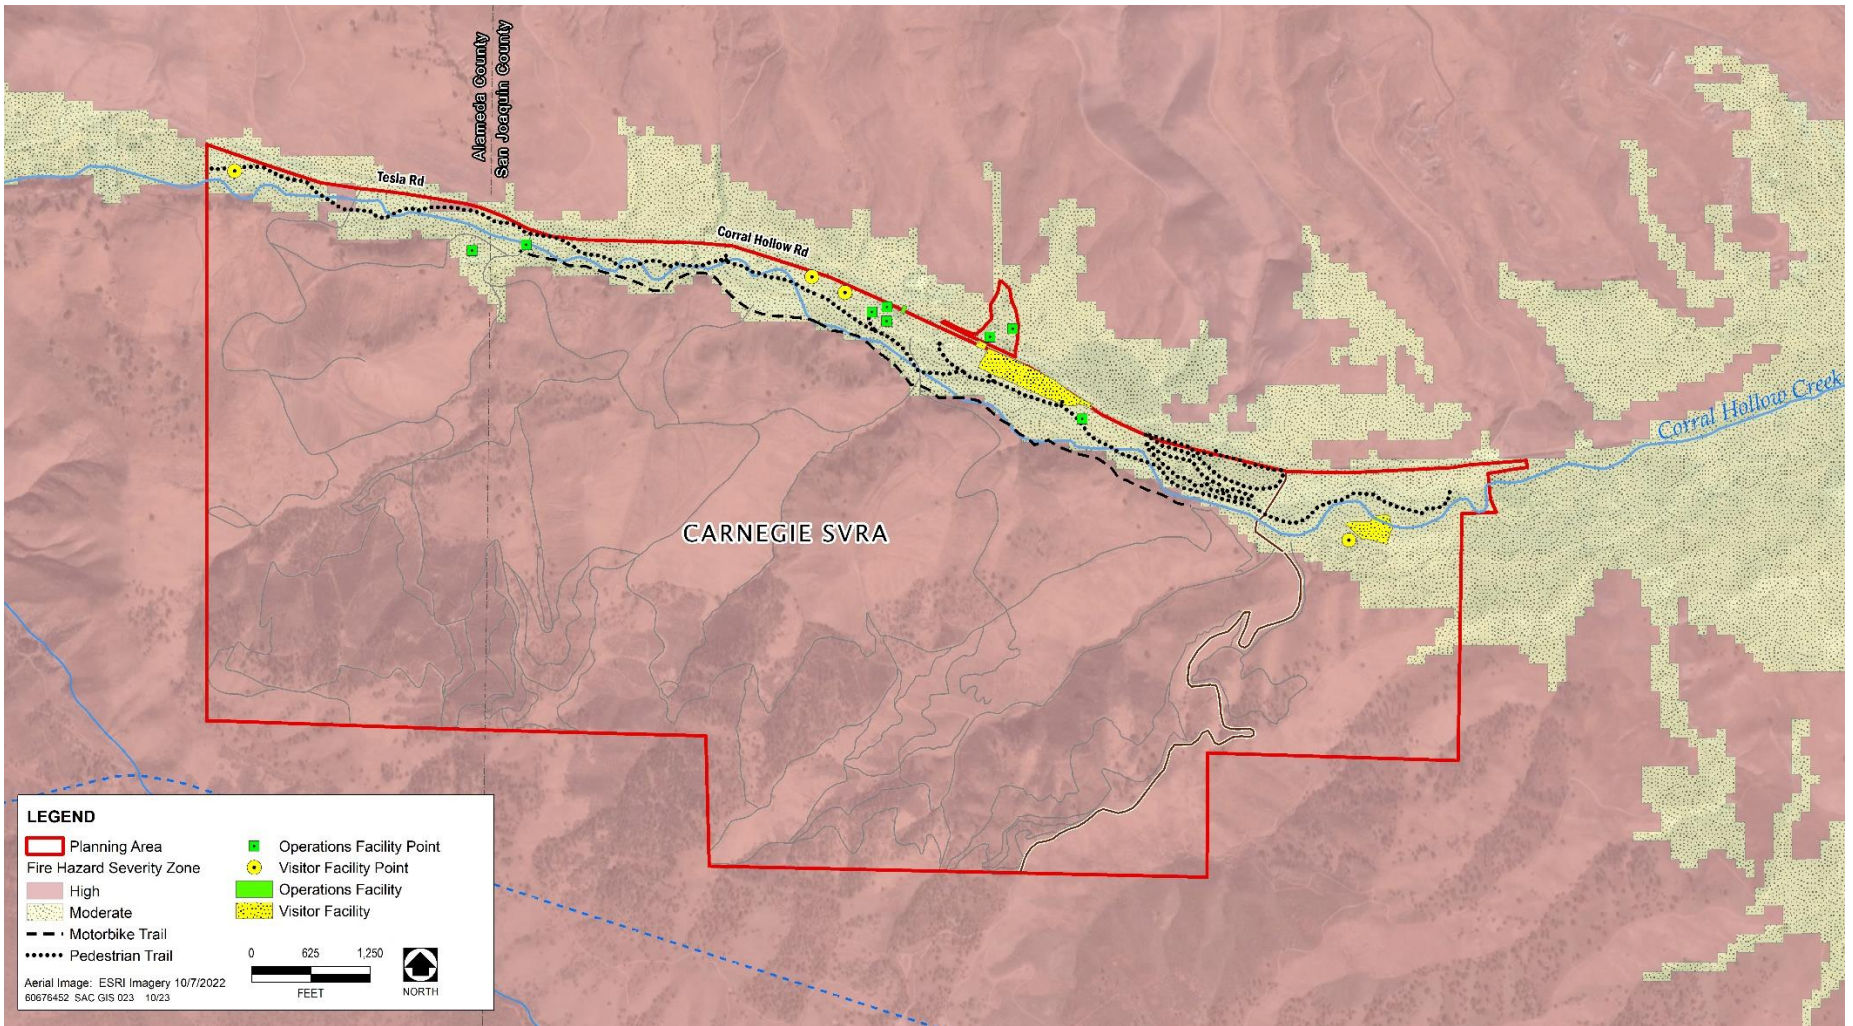 Alameda County
San Joaquin County
Tesla Rd
Corral Hollow Rd
Corral Hollow Creek
CARNEGIE SVRA
LEGEND
Planning Area
Fire Hazard Severity Zone
High
Moderate
Motorbike Trail
Pedestrian Trail
Operations Facility Point
Visitor Facility Point
Operations Facility
Visitor Facility
0 625 1,250
FEET
NORTH
Aerial Image: ESRI Imagery 10/7/2022
60676452 SAC GIS 023 10/23